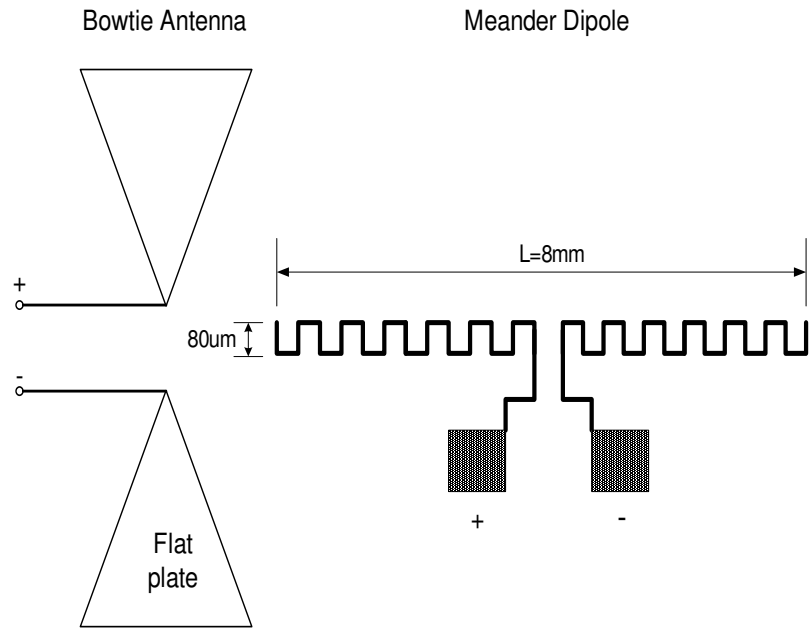 Bowtie Antenna
Meander Dipole
L=8mm
+
80um
-
+
-
Flat
plate